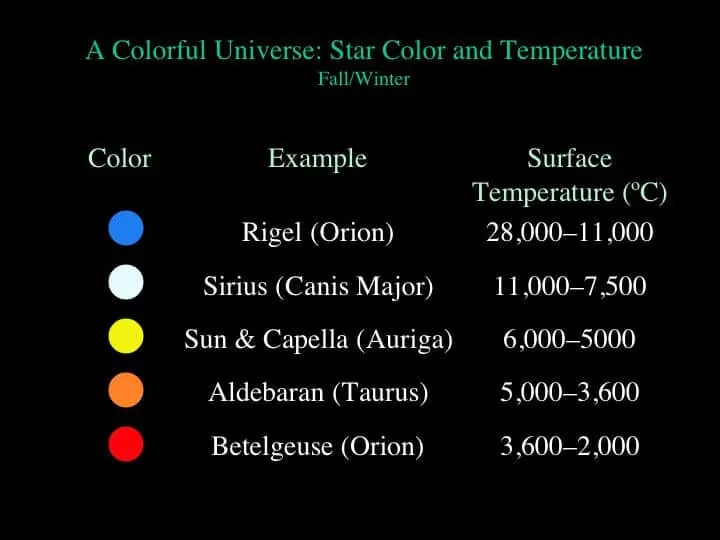 A Colorful Universe: Star Color and Temperature
Fall/Winter
Color Example Surface
Temperature (ºC)
Rigel (Orion) 28,000–11,000
Sirius (Canis Major) 11,000–7,500
Sun & Capella (Auriga) 6,000–5000
Aldebaran (Taurus) 5,000–3,600
Betelgeuse (Orion) 3,600–2,000